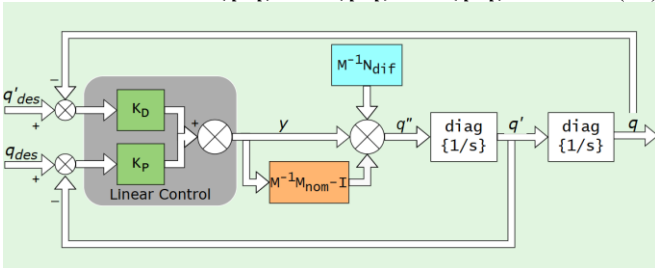 M⁻¹N_dif
q'_des
−
+
K_D
+
y
q"
diag
{1/s}
q'
diag
{1/s}
q
q_des
+
−
K_P
M⁻¹M_nom−I
Linear Control